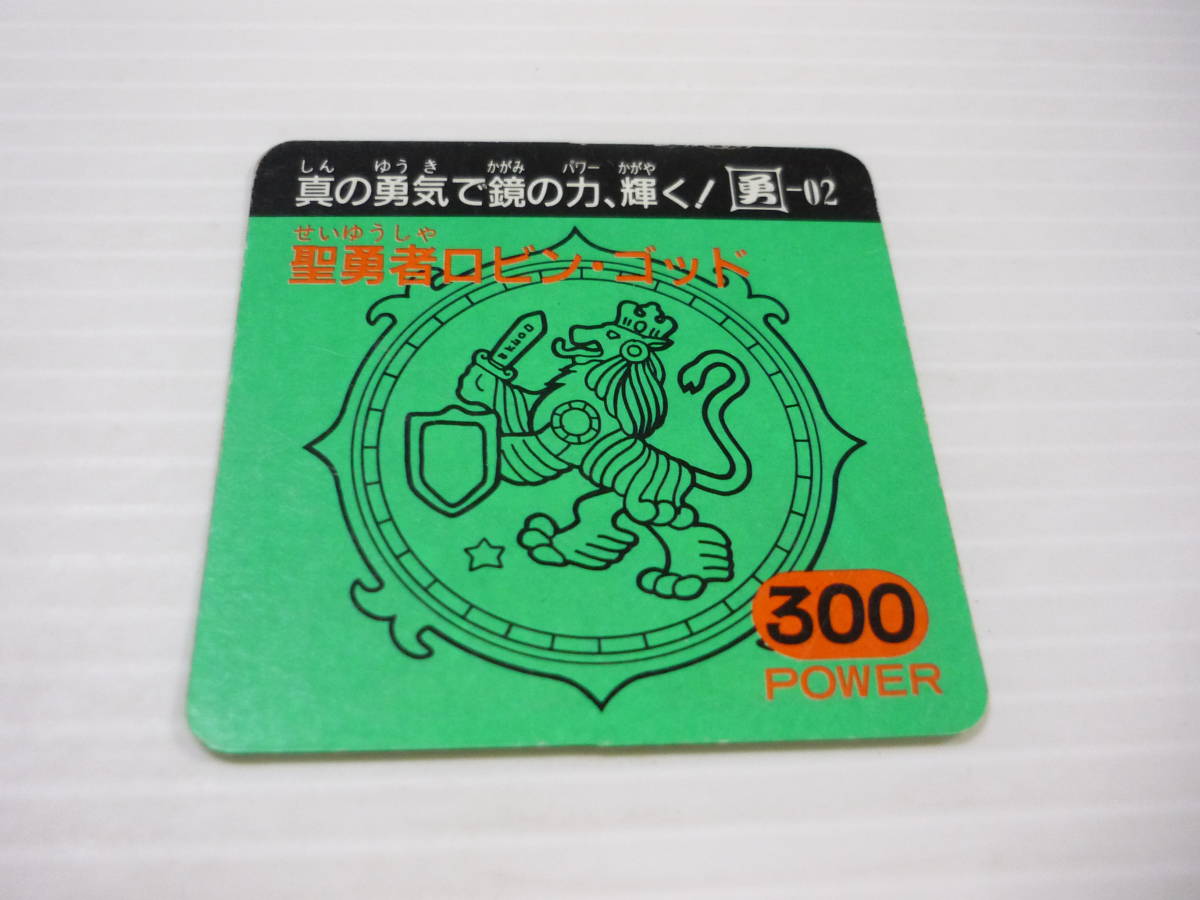 しん ゆうき かがみ パワー かがや
真の勇気で鏡の力、輝く! 勇-02
せいゆうしゃ
聖勇者ロビン・ゴッド
300
POWER